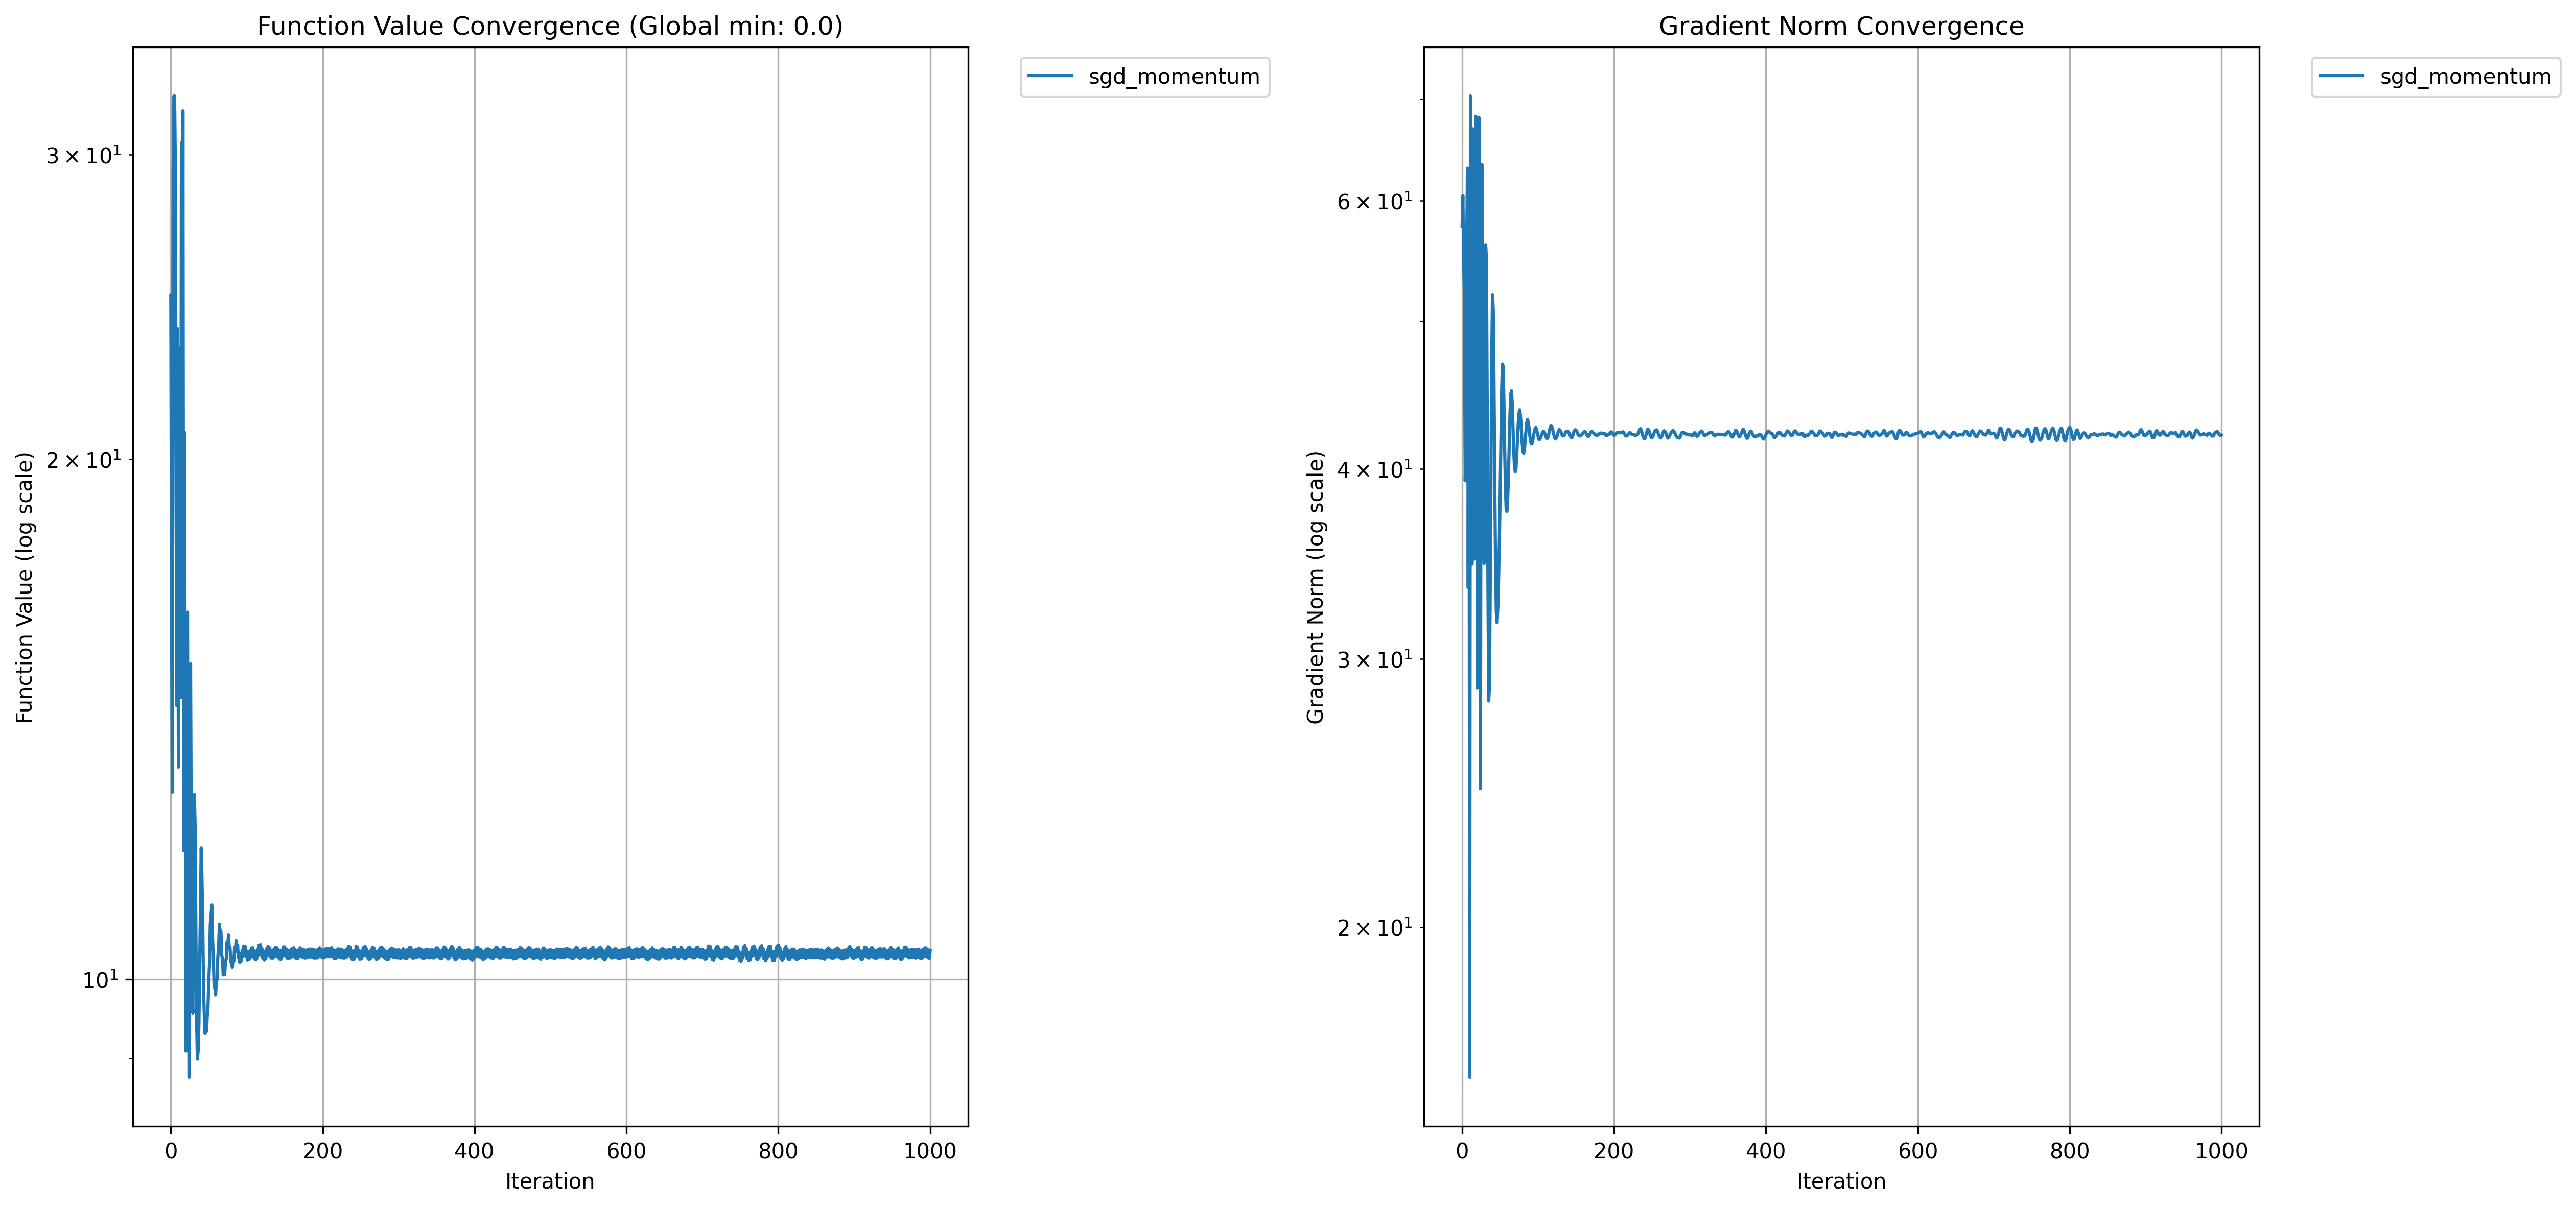 Function Value Convergence (Global min: 0.0)
sgd_momentum
Function Value (log scale)
3 × 10¹
2 × 10¹
10¹
0 200 400 600 800 1000
Iteration
Gradient Norm Convergence
sgd_momentum
Gradient Norm (log scale)
6 × 10¹
4 × 10¹
3 × 10¹
2 × 10¹
0 200 400 600 800 1000
Iteration